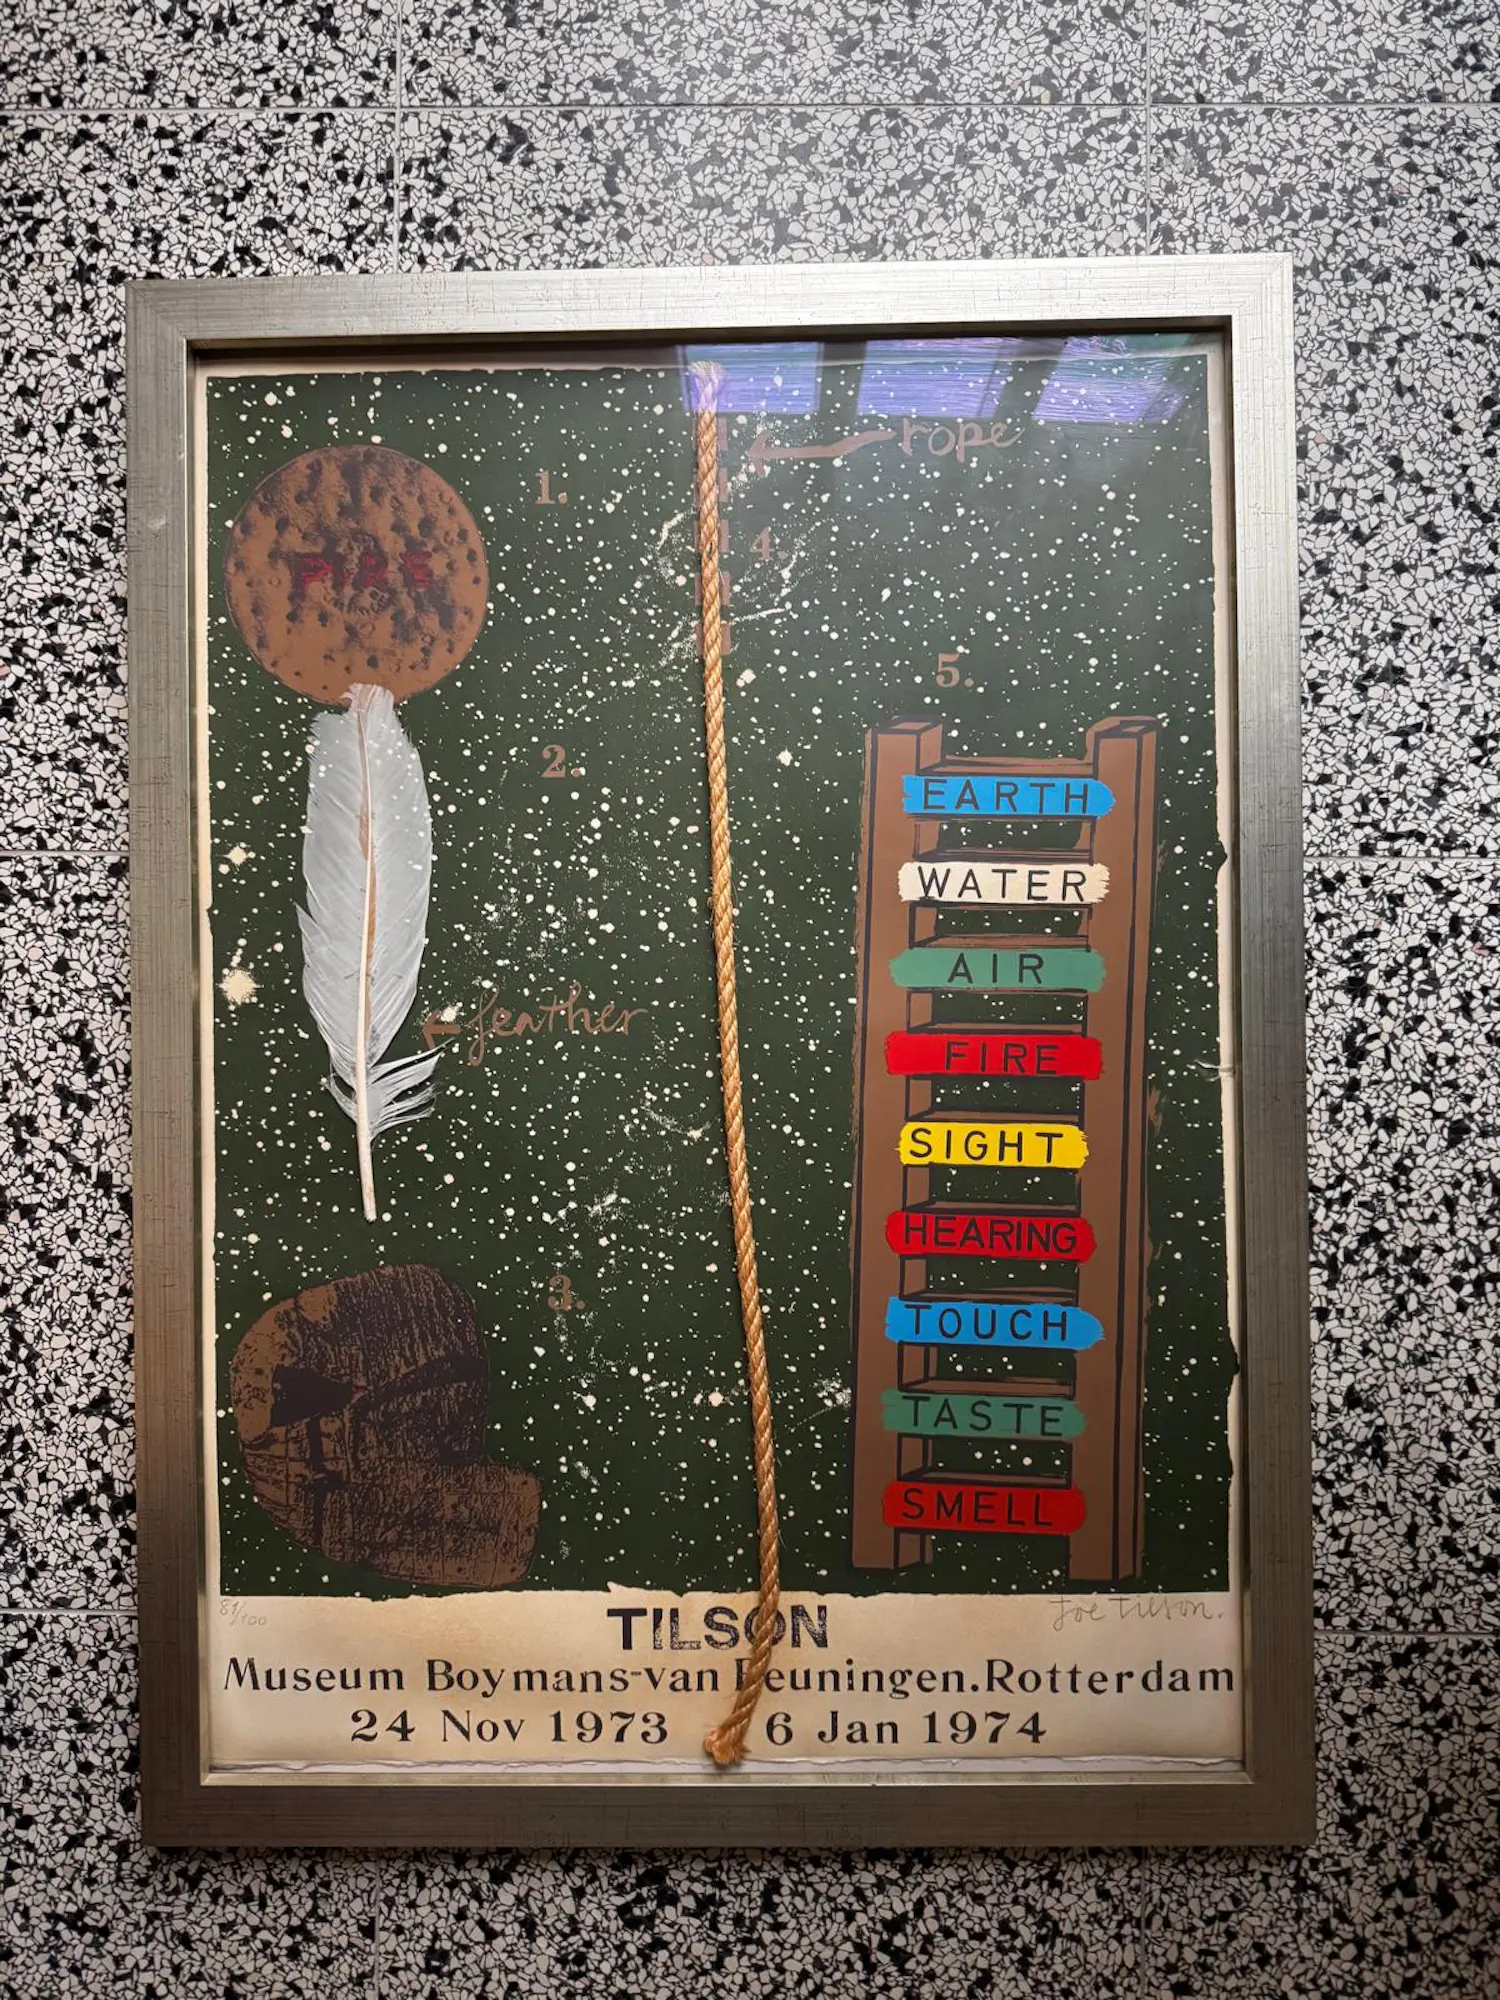 rope
1.
4.
FIRE
5.
2.
EARTH
WATER
AIR
FIRE
feather
SIGHT
HEARING
3.
TOUCH
TASTE
SMELL
81/100
Joe Tilson.
TILSON
Museum Boymans-van Beuningen.Rotterdam
24 Nov 1973 6 Jan 1974